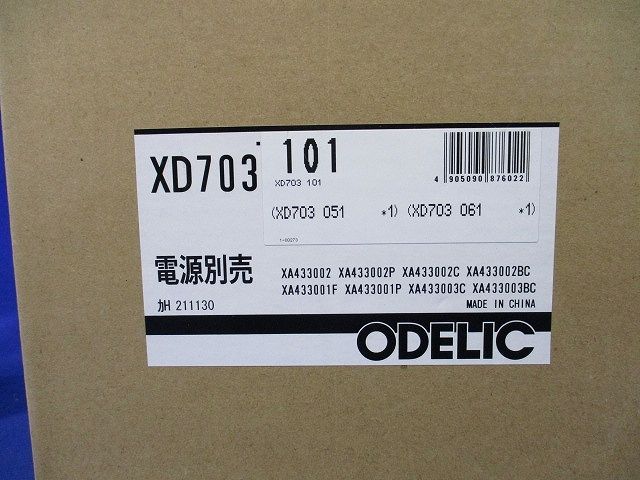 XD703 101
XD703 101
4 905090 876022
(XD703 051 *1) (XD703 061 *1)
電源別売
XA433002 XA433002P XA433002C XA433002BC
XA433001F XA433001P XA433003C XA433003BC
211130
MADE IN CHINA
ODELIC